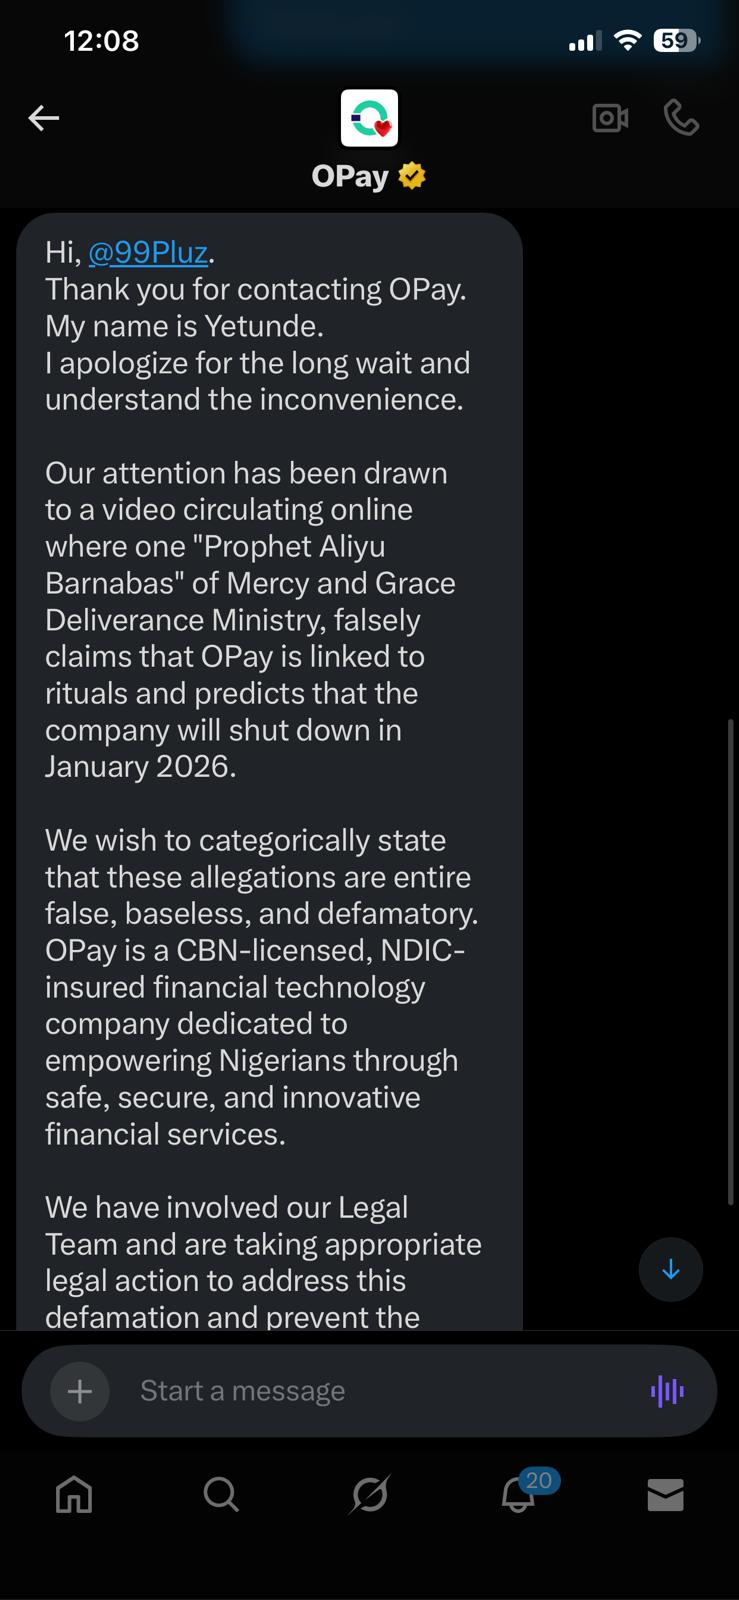 12:08
59
OPay
Hi, @99Pluz.
Thank you for contacting OPay.
My name is Yetunde.
I apologize for the long wait and
understand the inconvenience.
Our attention has been drawn
to a video circulating online
where one "Prophet Aliyu
Barnabas" of Mercy and Grace
Deliverance Ministry, falsely
claims that OPay is linked to
rituals and predicts that the
company will shut down in
January 2026.
We wish to categorically state
that these allegations are entire
false, baseless, and defamatory.
OPay is a CBN-licensed, NDIC-
insured financial technology
company dedicated to
empowering Nigerians through
safe, secure, and innovative
financial services.
We have involved our Legal
Team and are taking appropriate
legal action to address this
defamation and prevent the
Start a message
20